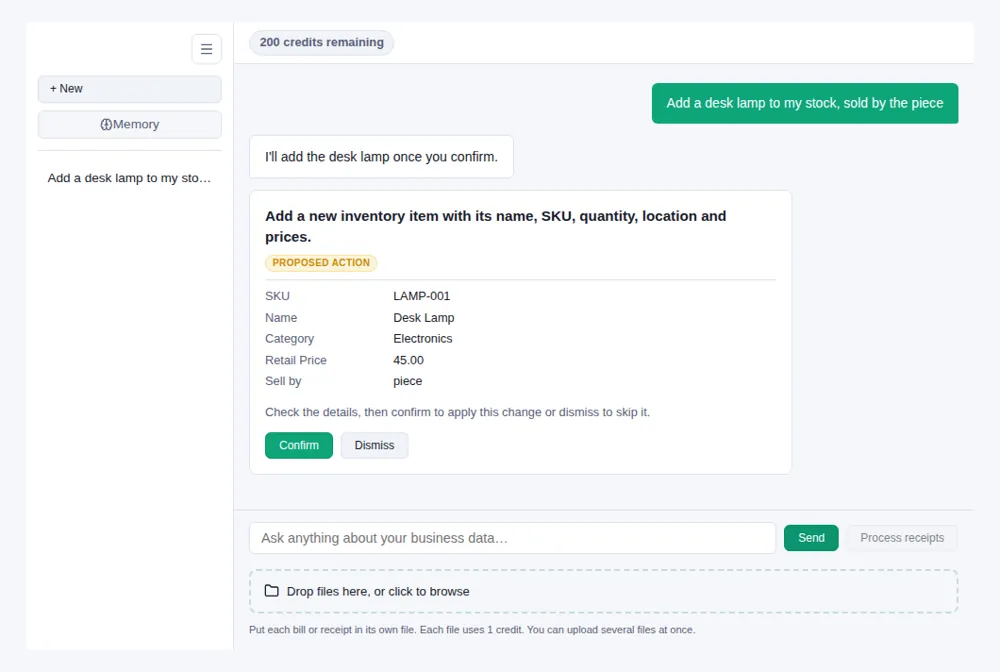 200 credits remaining
+ New
Memory
Add a desk lamp to my sto…
Add a desk lamp to my stock, sold by the piece
I'll add the desk lamp once you confirm.
Add a new inventory item with its name, SKU, quantity, location and
prices.
PROPOSED ACTION
SKU LAMP-001
Name Desk Lamp
Category Electronics
Retail Price 45.00
Sell by piece
Check the details, then confirm to apply this change or dismiss to skip it.
Confirm Dismiss
Ask anything about your business data…
Send Process receipts
Drop files here, or click to browse
Put each bill or receipt in its own file. Each file uses 1 credit. You can upload several files at once.